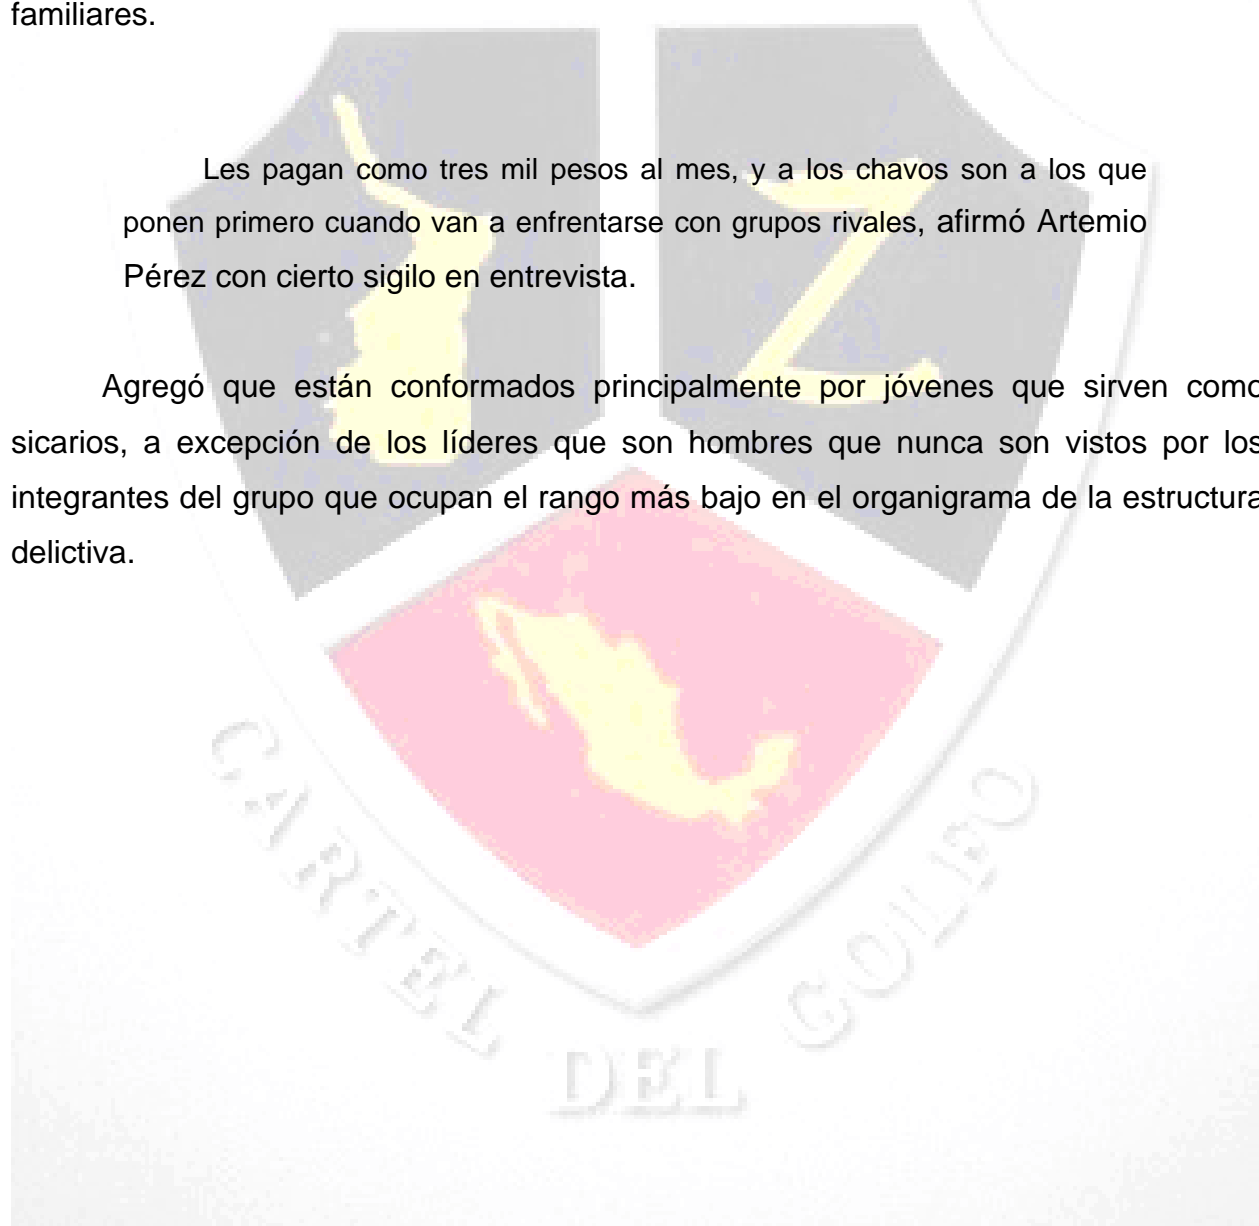 familiares.
Les pagan como tres mil pesos al mes, y a los chavos son a los que
ponen primero cuando van a enfrentarse con grupos rivales, afirmó Artemio
Pérez con cierto sigilo en entrevista.
Agregó que están conformados principalmente por jóvenes que sirven como
sicarios, a excepción de los líderes que son hombres que nunca son vistos por los
integrantes del grupo que ocupan el rango más bajo en el organigrama de la estructura
delictiva.
Z
CARTEL DEL GOLFO